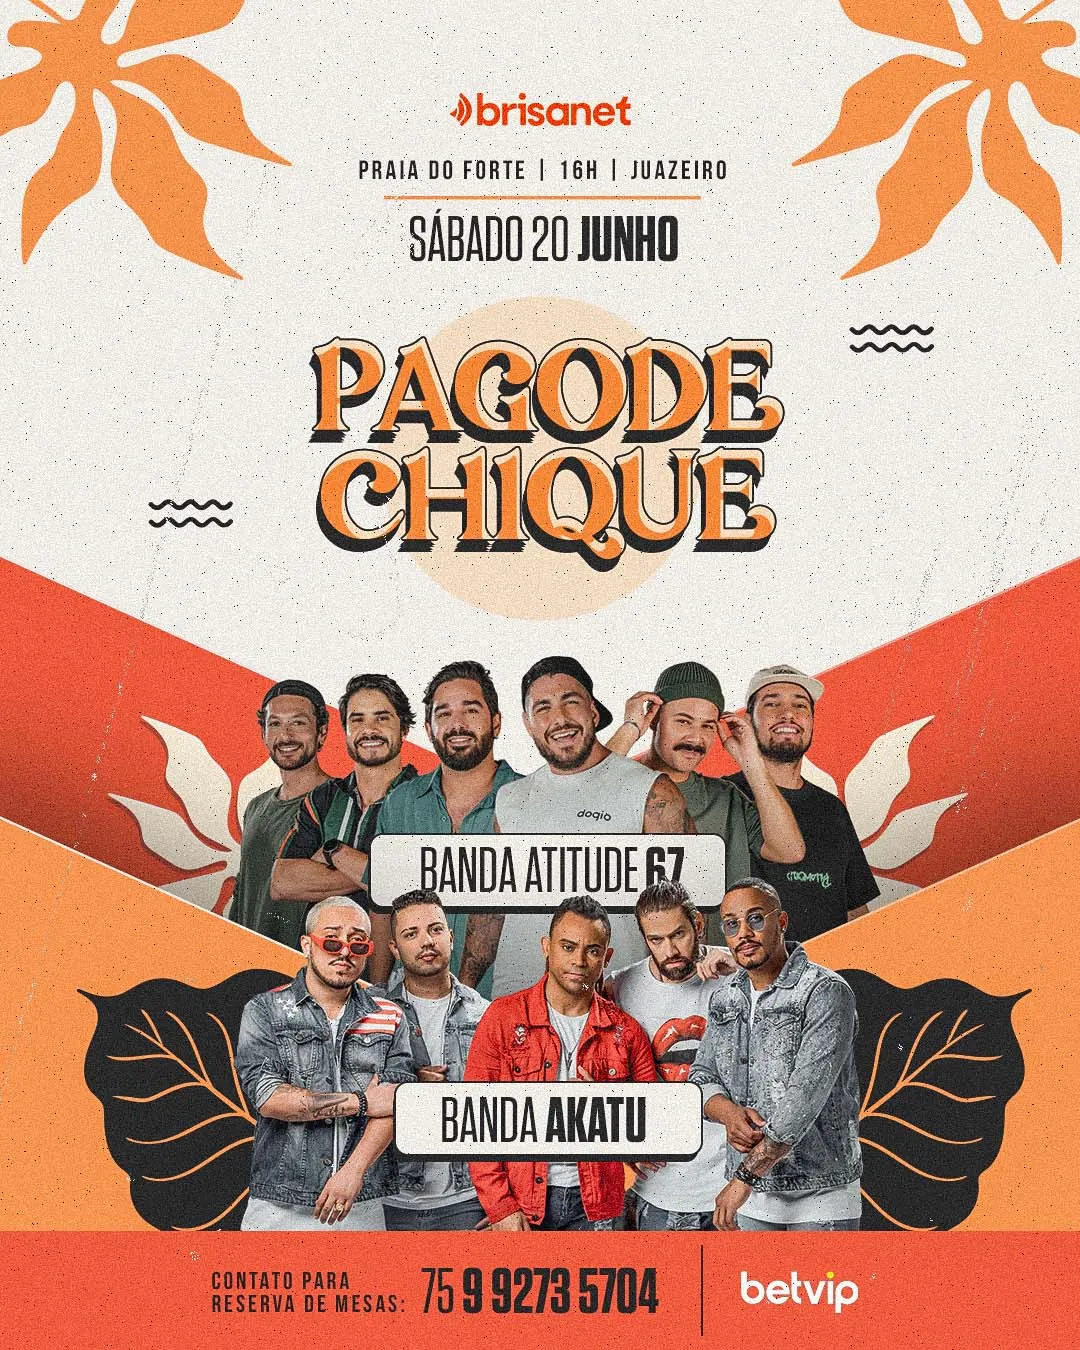 brisanet
PRAIA DO FORTE | 16H | JUAZEIRO
SÁBADO 20 JUNHO
PAGODE
CHIQUE
doqio
BANDA ATITUDE 67
BANDA AKATU
CONTATO PARA
RESERVA DE MESAS: 75 9 9273 5704
betvip